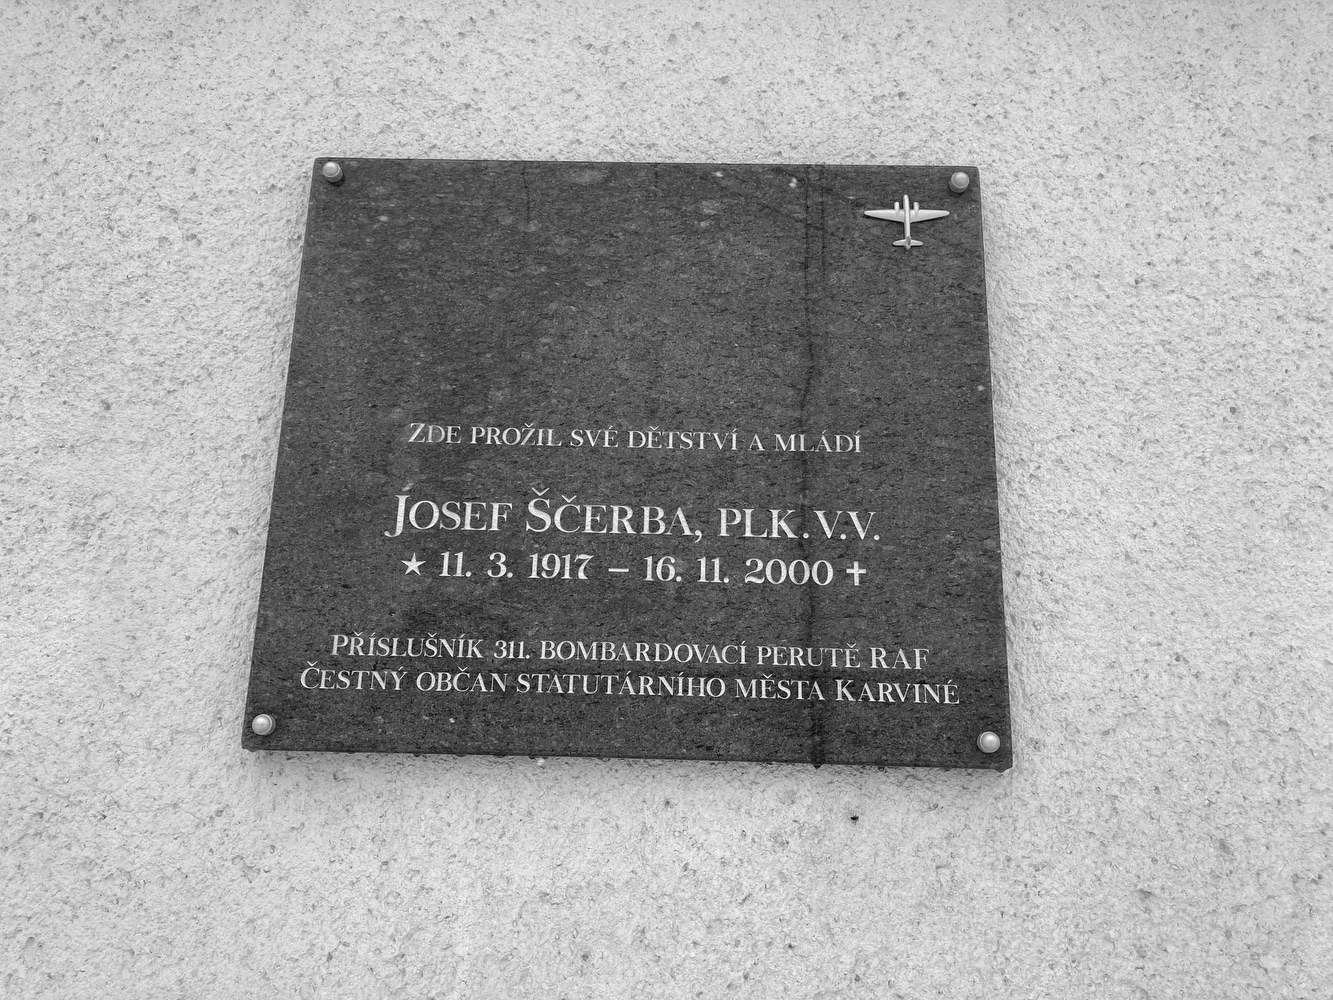 ZDE PROŽIL SVÉ DĚTSTVÍ A MLÁDÍ
JOSEF ŠČERBA, PLK. V.V.
★ 11. 3. 1917 – 16. 11. 2000 ✝
PŘÍSLUŠNÍK 311. BOMBARDOVACÍ PERUTĚ RAF
ČESTNÝ OBČAN STATUTÁRNÍHO MĚSTA KARVINÉ